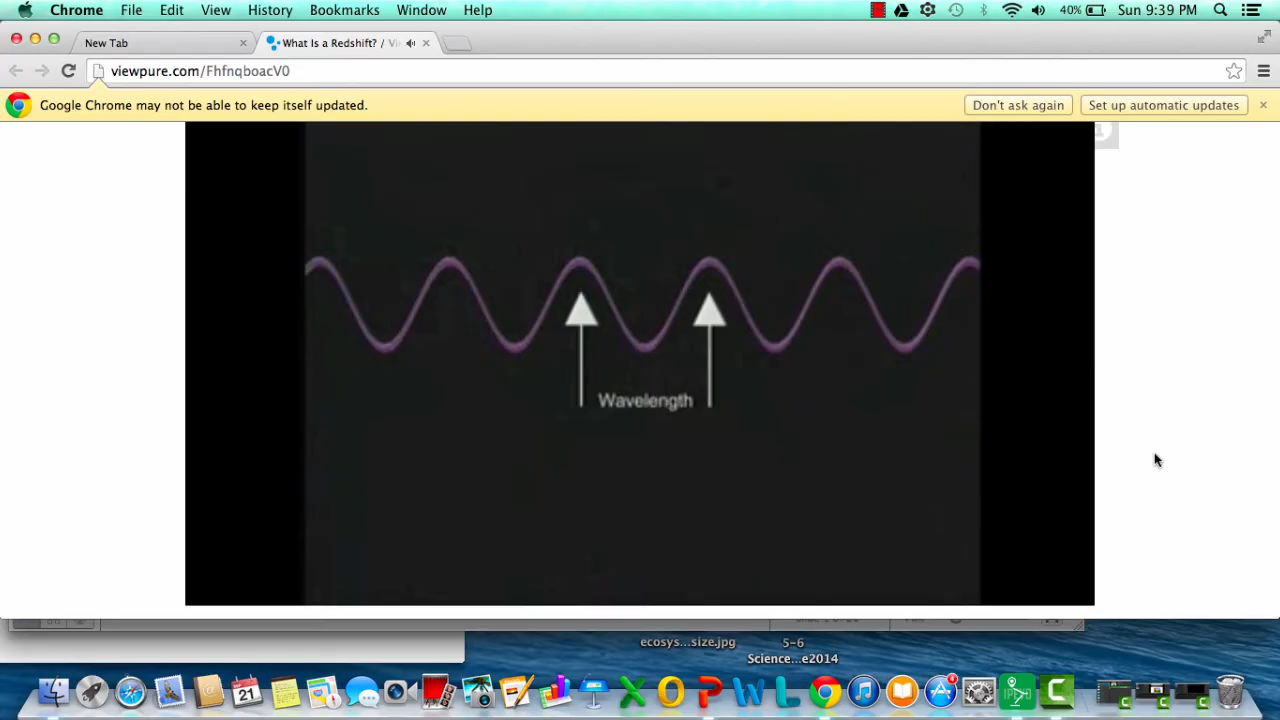 Chrome File Edit View History Bookmarks Window Help 40% Sun 9:39 PM
New Tab What Is a Redshift? / Vi
viewpure.com/FhfnqboacV0
Google Chrome may not be able to keep itself updated. Don't ask again Set up automatic updates
Wavelength
ecosys...size.jpg 5-6
Science...e2014
21